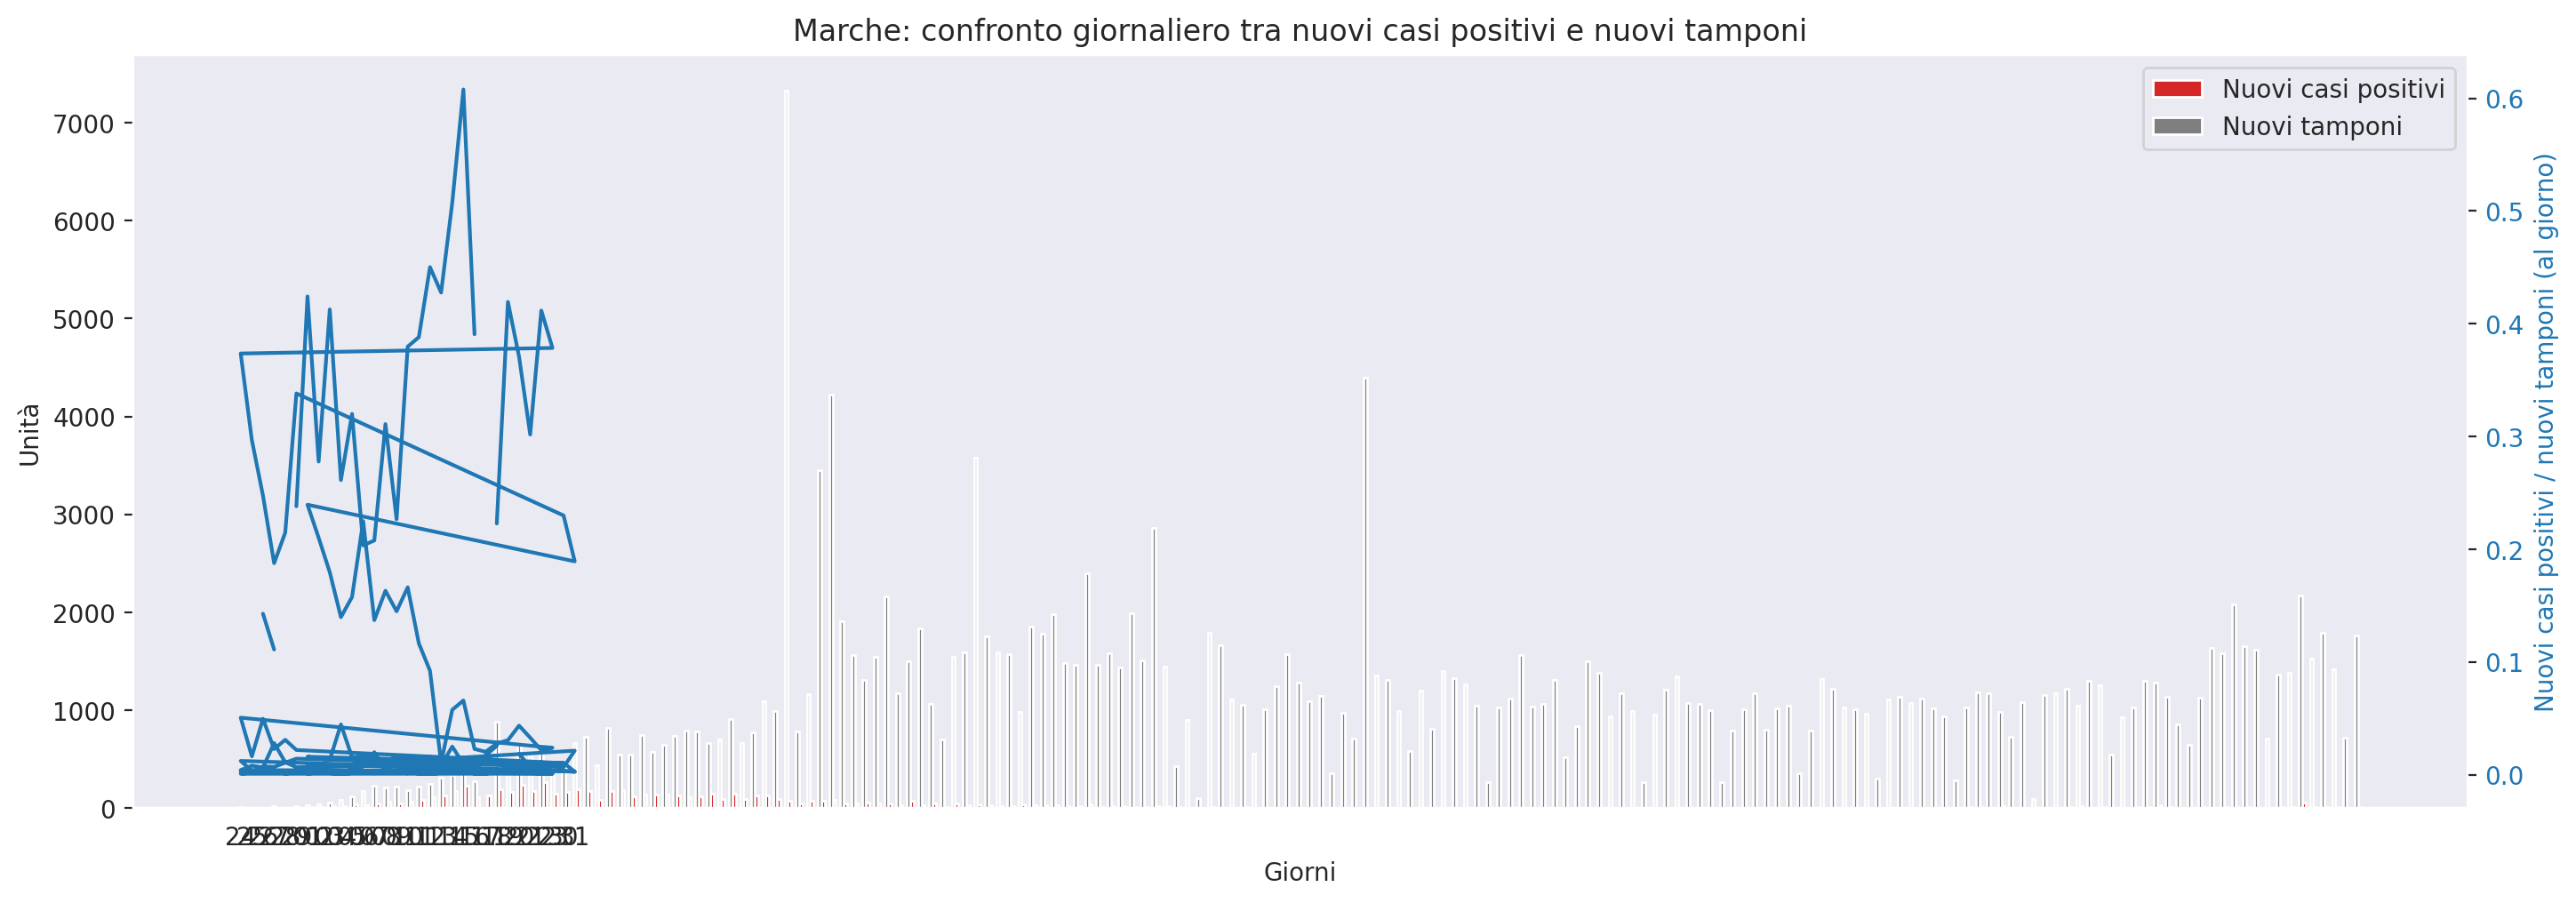 Marche: confronto giornaliero tra nuovi casi positivi e nuovi tamponi
Nuovi casi positivi
Nuovi tamponi
7000
6000
5000
4000
3000
2000
1000
0
Unità
0.6
0.5
0.4
0.3
0.2
0.1
0.0
Nuovi casi positivi / nuovi tamponi (al giorno)
Giorni